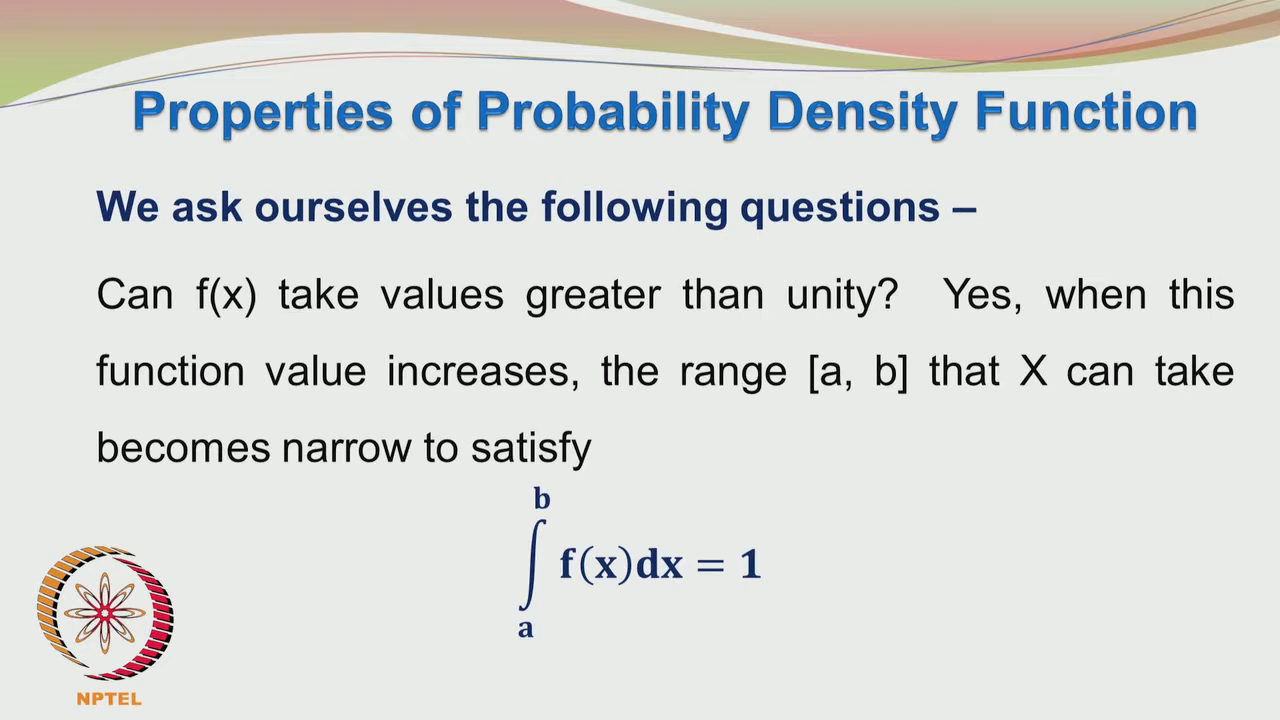 Properties of Probability Density Function
We ask ourselves the following questions –
Can f(x) take values greater than unity? Yes, when this
function value increases, the range [a, b] that X can take
becomes narrow to satisfy
b
∫ f(x)dx = 1
a
NPTEL